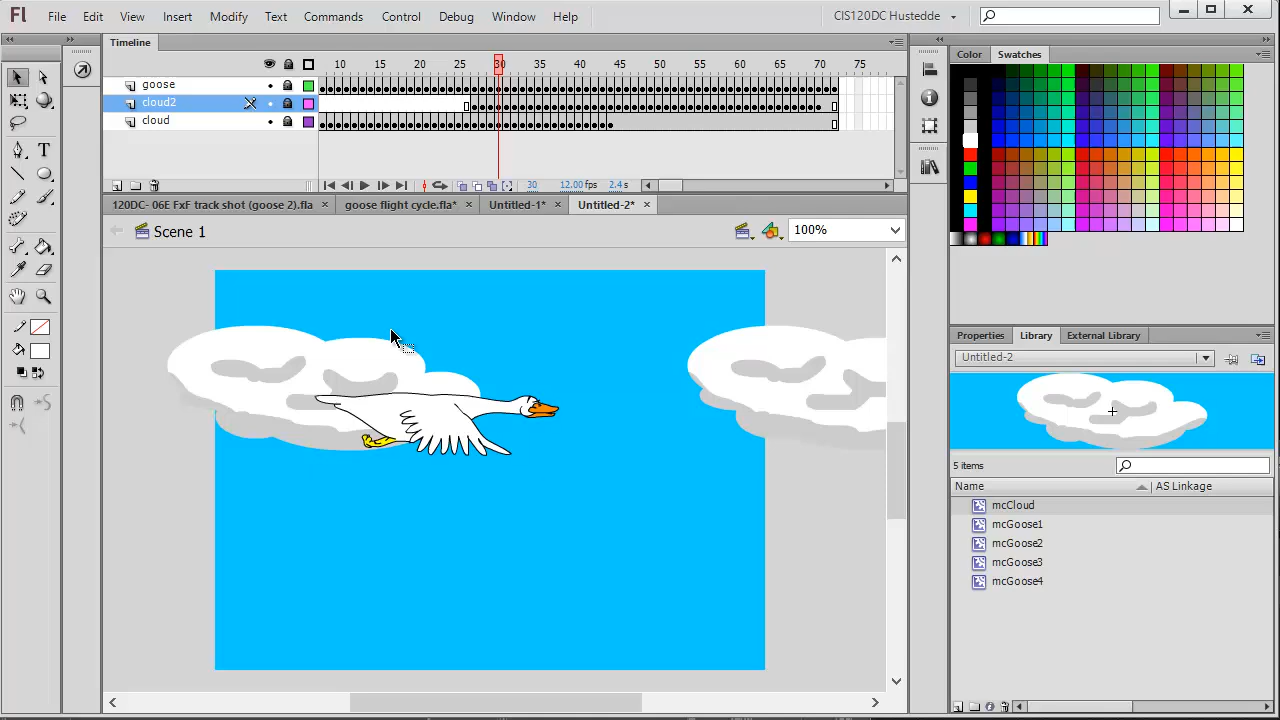 Fl File Edit View Insert Modify Text Commands Control Debug Window Help CIS120DC Hustedde
Timeline
10 15 20 25 30 35 40 45 50 55 60 65 70 75
goose
cloud2
cloud
30 12.00 fps 2.4 s
120DC- 06E FxF track shot (goose 2).fla × goose flight cycle.fla* × Untitled-1* × Untitled-2* ×
Scene 1 100%
Color Swatches
Properties Library External Library
Untitled-2
5 items
Name AS Linkage
mcCloud
mcGoose1
mcGoose2
mcGoose3
mcGoose4